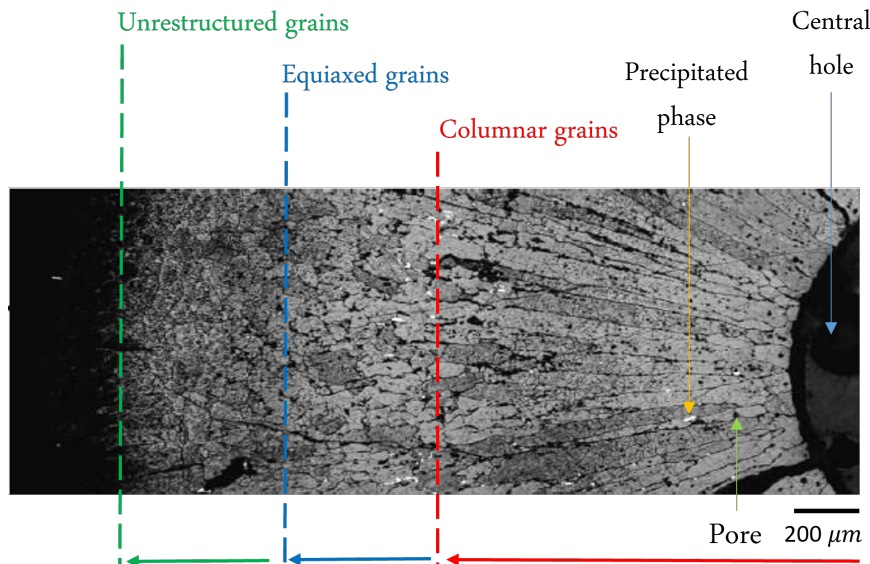 Unrestructured grains
Equiaxed grains
Columnar grains
Precipitated
phase
Central
hole
Pore
200 μm